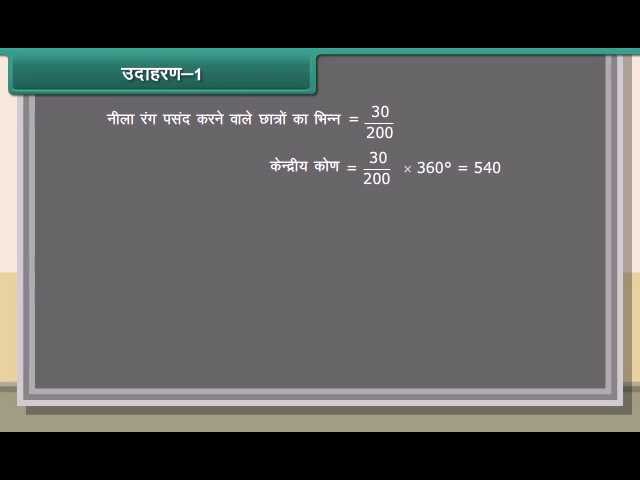 उदाहरण–1
नीला रंग पसंद करने वाले छात्रों का भिन्न = 30/200
केन्द्रीय कोण = 30/200 × 360° = 540